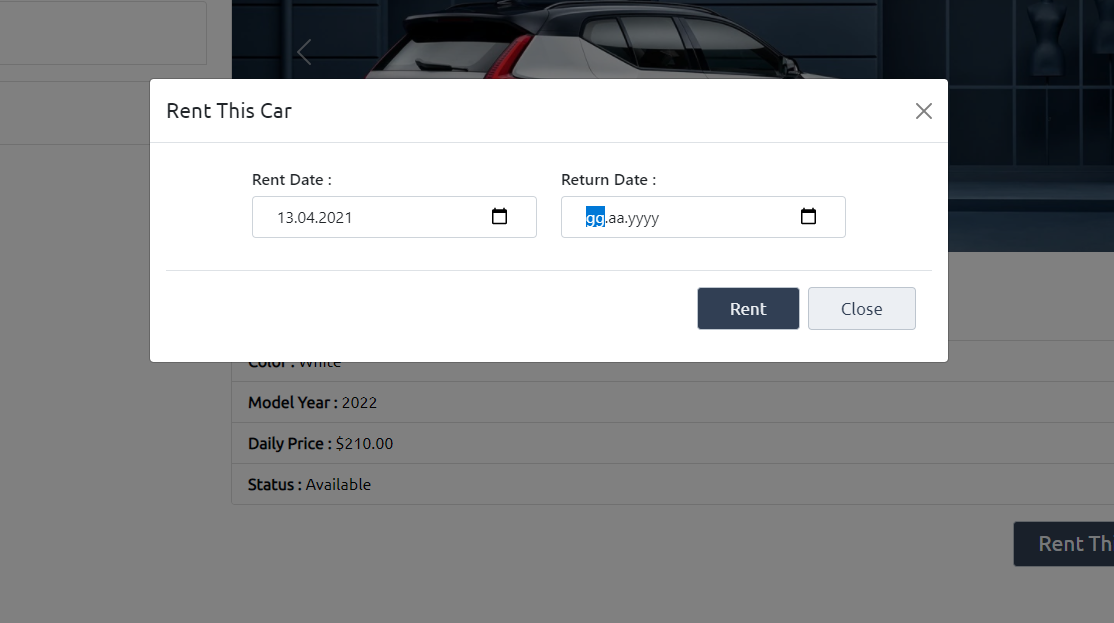 Rent This Car
Rent Date :
Return Date :
13.04.2021
gg.aa.yyyy
Rent
Close
Color : White
Model Year : 2022
Daily Price : $210.00
Status : Available
Rent Th